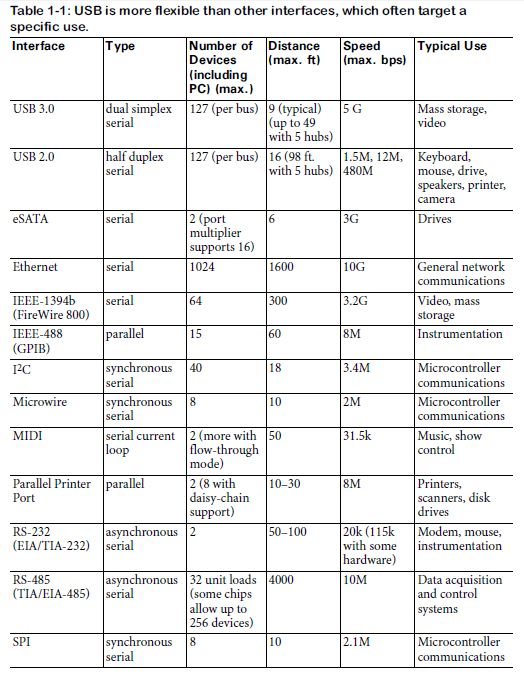 Table 1-1: USB is more flexible than other interfaces, which often target a
specific use.
Interface Type Number of Devices (including PC) (max.) Distance (max. ft) Speed (max. bps) Typical Use
USB 3.0 dual simplex serial 127 (per bus) 9 (typical) (up to 49 with 5 hubs) 5 G Mass storage, video
USB 2.0 half duplex serial 127 (per bus) 16 (98 ft. with 5 hubs) 1.5M, 12M, 480M Keyboard, mouse, drive, speakers, printer, camera
eSATA serial 2 (port multiplier supports 16) 6 3G Drives
Ethernet serial 1024 1600 10G General network communications
IEEE-1394b (FireWire 800) serial 64 300 3.2G Video, mass storage
IEEE-488 (GPIB) parallel 15 60 8M Instrumentation
I²C synchronous serial 40 18 3.4M Microcontroller communications
Microwire synchronous serial 8 10 2M Microcontroller communications
MIDI serial current loop 2 (more with flow-through mode) 50 31.5k Music, show control
Parallel Printer Port parallel 2 (8 with daisy-chain support) 10–30 8M Printers, scanners, disk drives
RS-232 (EIA/TIA-232) asynchronous serial 2 50–100 20k (115k with some hardware) Modem, mouse, instrumentation
RS-485 (TIA/EIA-485) asynchronous serial 32 unit loads (some chips allow up to 256 devices) 4000 10M Data acquisition and control systems
SPI synchronous serial 8 10 2.1M Microcontroller communications